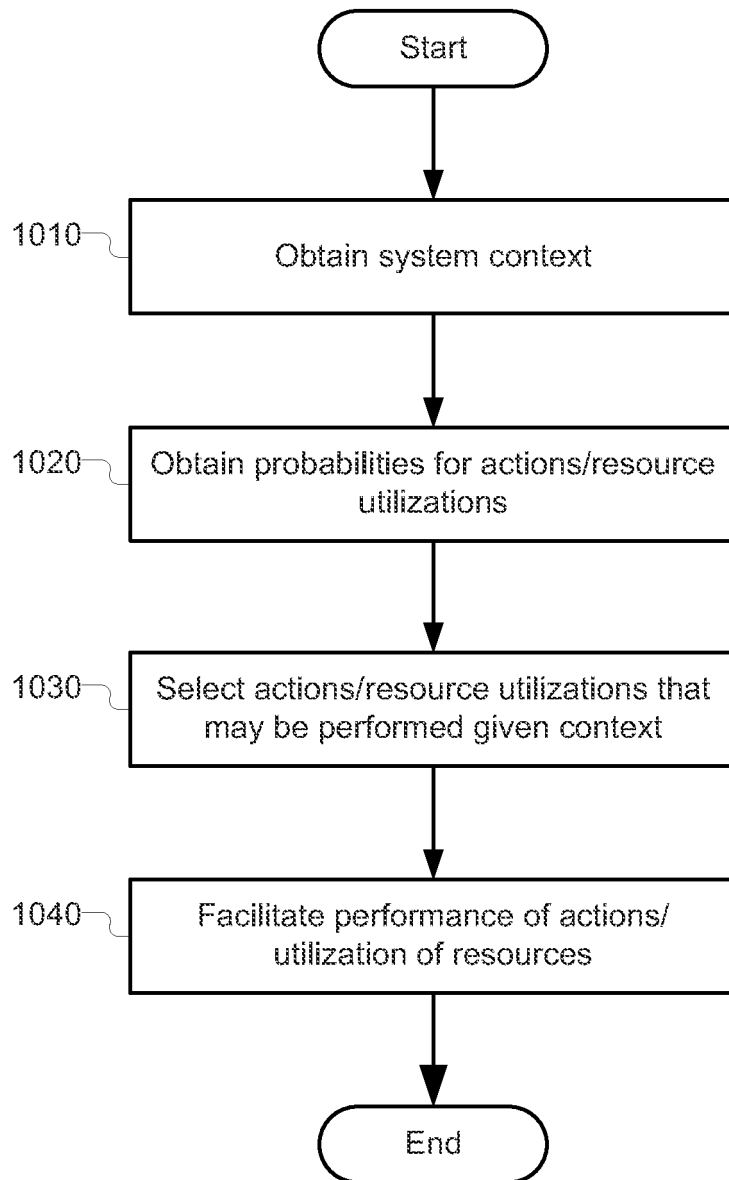 Start
1010
Obtain system context
1020
Obtain probabilities for actions/resource
utilizations
1030
Select actions/resource utilizations that
may be performed given context
1040
Facilitate performance of actions/
utilization of resources
End